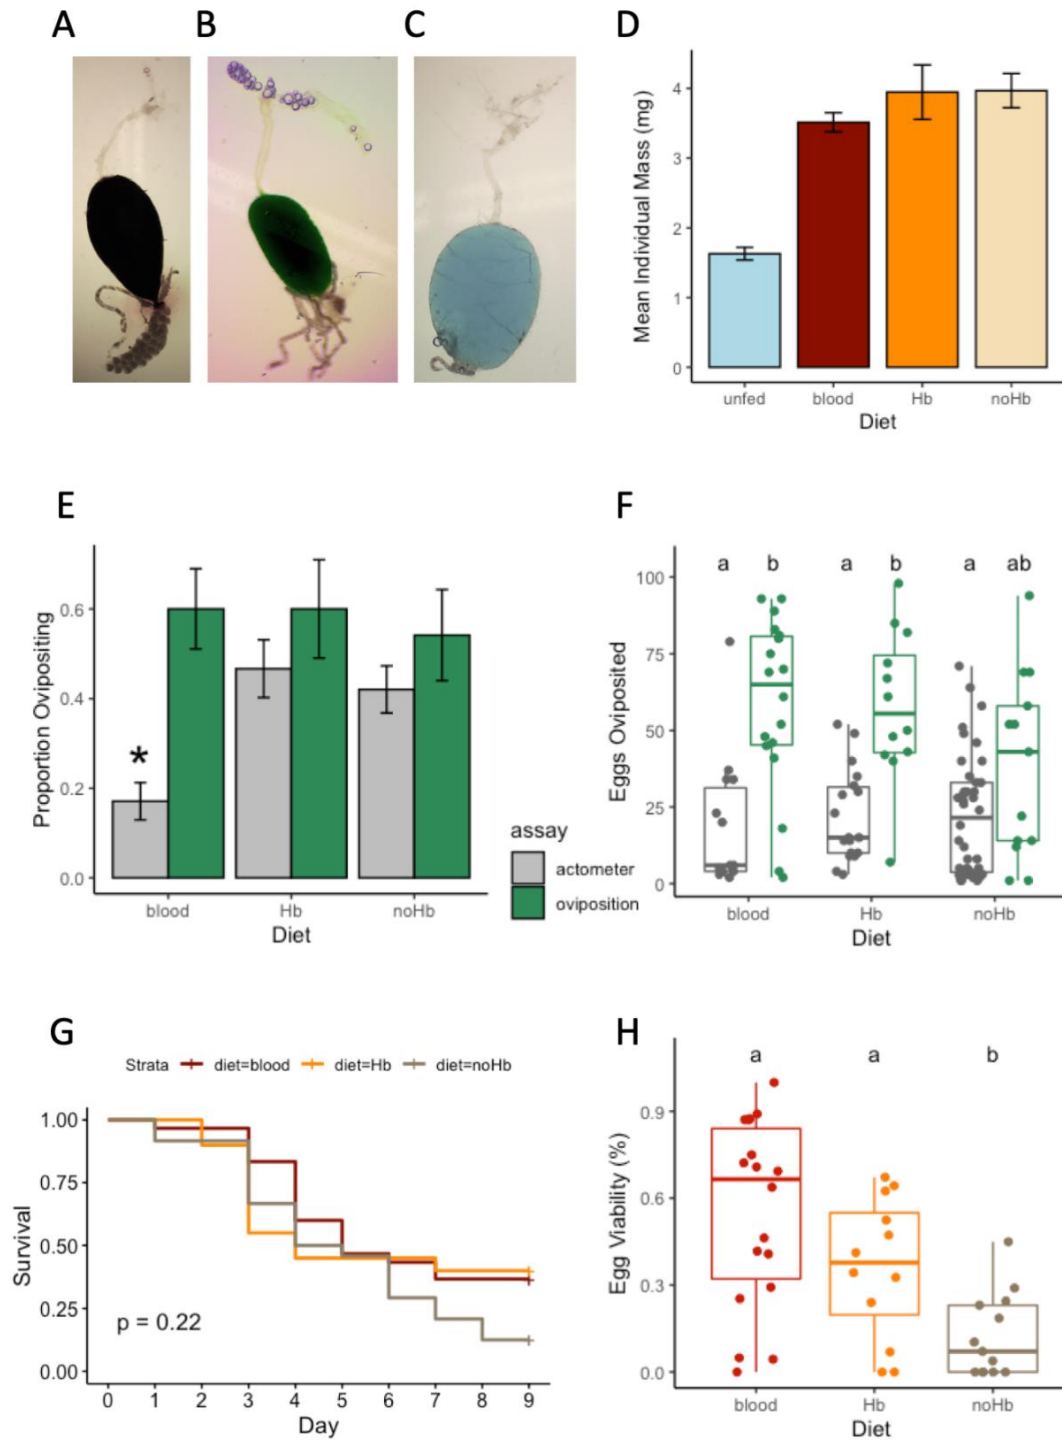 A
B
C
D
Mean Individual Mass (mg)
4
3
2
1
0
unfed blood Hb noHb
Diet
E
Proportion Ovipositing
0.6
0.4
0.2
0.0
*
blood Hb noHb
Diet
assay
actometer
oviposition
F
Eggs Oviposited
100
75
50
25
0
a b a b a ab
blood Hb noHb
Diet
G
Strata diet=blood diet=Hb diet=noHb
Survival
1.00
0.75
0.50
0.25
0.00
p = 0.22
0 1 2 3 4 5 6 7 8 9
Day
H
Egg Viability (%)
0.9
0.6
0.3
0.0
a a b
blood Hb noHb
Diet